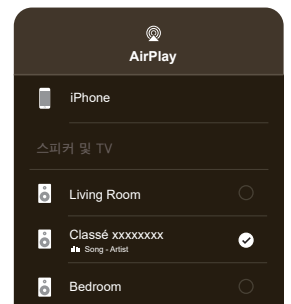 AirPlay
iPhone
스피커 및 TV
Living Room
Classé xxxxxxxx
Song - Artist
Bedroom